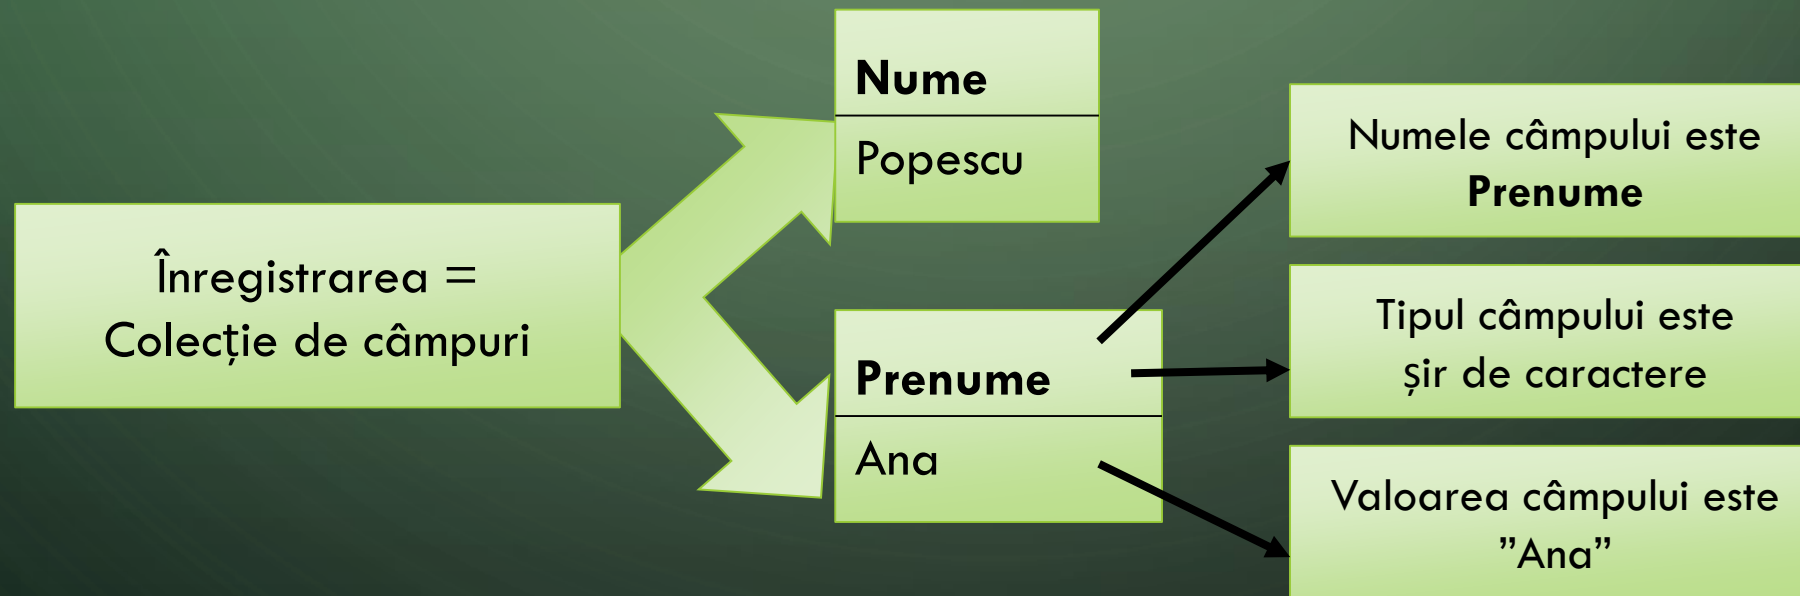 Înregistrarea =
Colecție de câmpuri
Nume
Popescu
Prenume
Ana
Numele câmpului este
Prenume
Tipul câmpului este
șir de caractere
Valoarea câmpului este
”Ana”